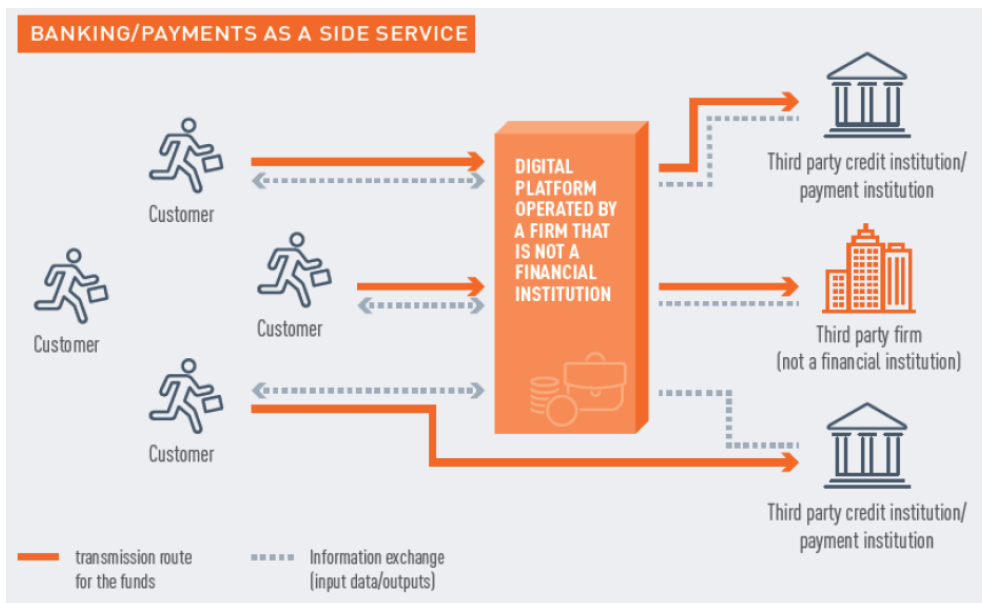 BANKING/PAYMENTS AS A SIDE SERVICE
Customer
Customer
Customer
Customer
DIGITAL
PLATFORM
OPERATED BY
A FIRM THAT
IS NOT A
FINANCIAL
INSTITUTION
Third party credit institution/
payment institution
Third party firm
(not a financial institution)
Third party credit institution/
payment institution
transmission route
for the funds
Information exchange
(input data/outputs)